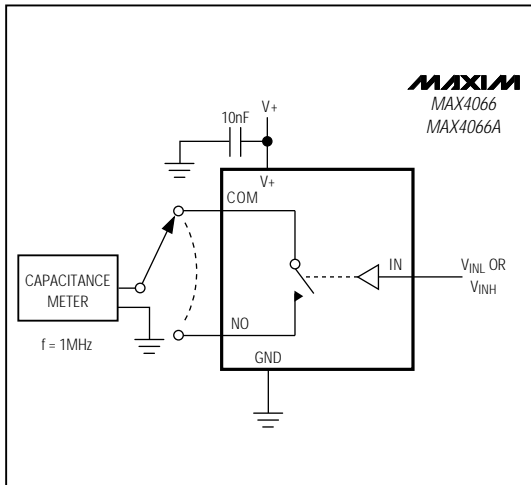 MAXIM
MAX4066
MAX4066A
V+
10nF
V+
COM
IN
VINL OR
VINH
CAPACITANCE
METER
NO
f = 1MHz
GND